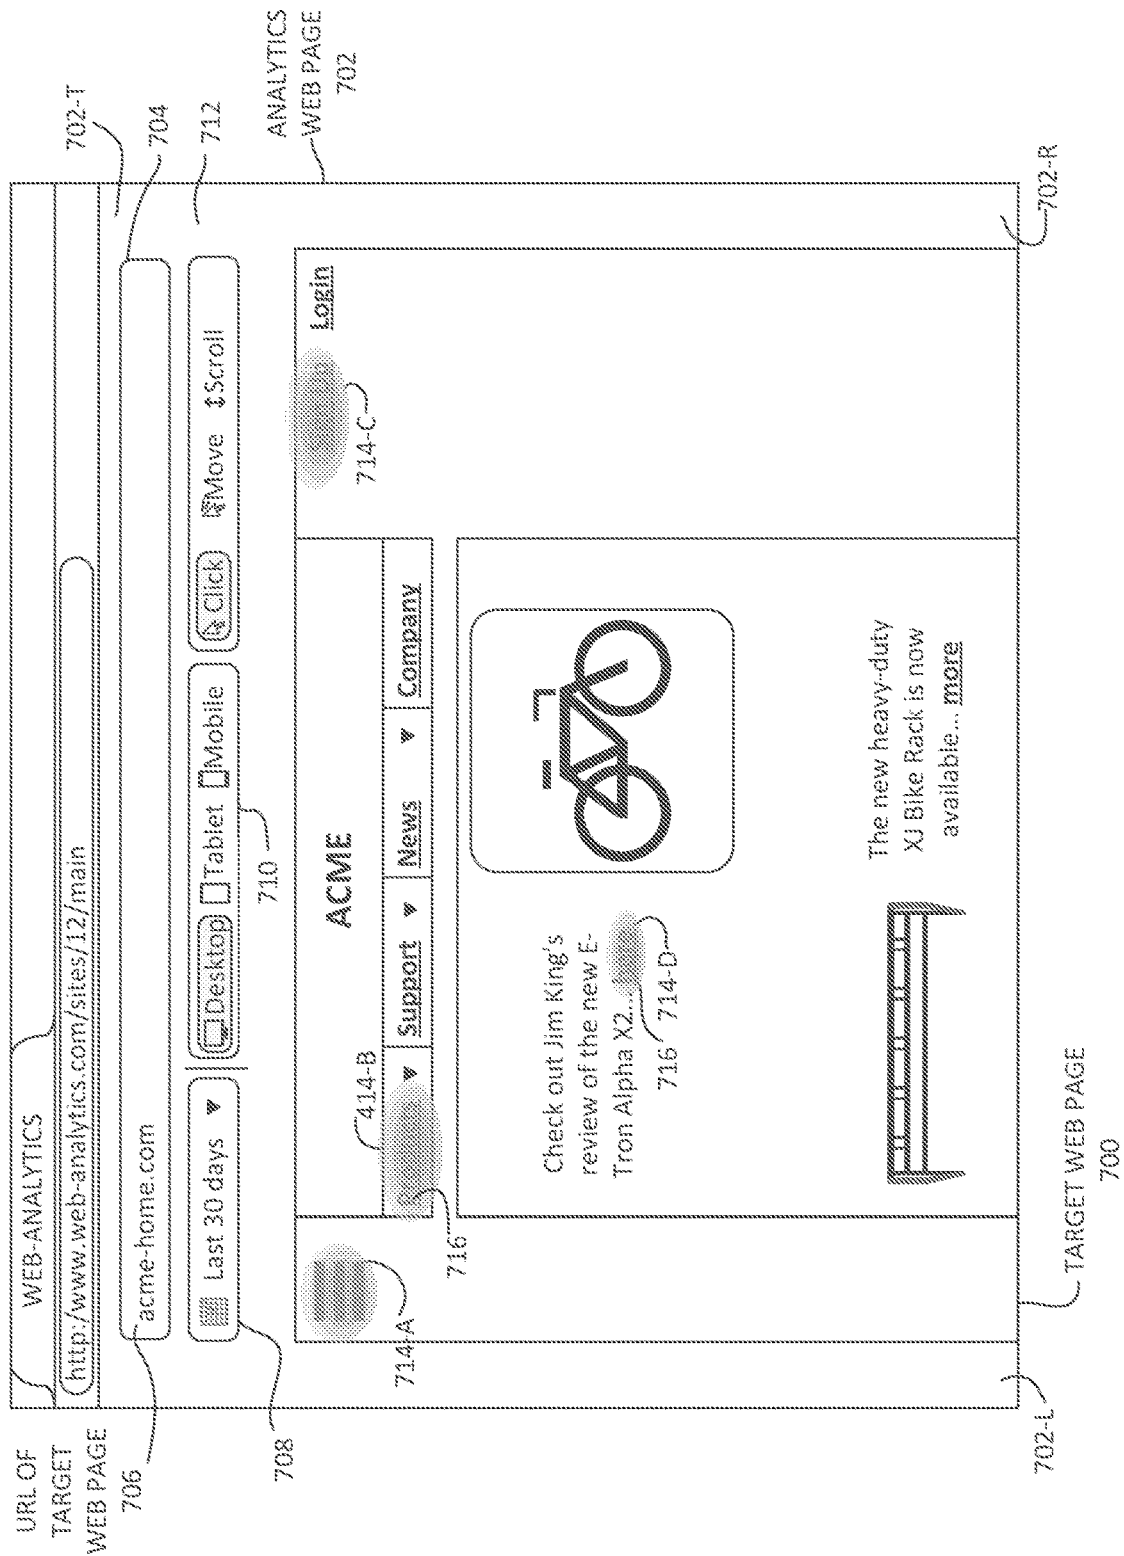 URL OF
TARGET
WEB PAGE
706
WEB-ANALYTICS
http:/www.web-analytics.com/sites/12/main
702-T
704
712
ANALYTICS
WEB PAGE
702
acme-home.com
Last 30 days
Desktop
Tablet
Mobile
Click
Move
Scroll
708
710
Login
714-C
ACME
414-B
Support
News
Company
716
714-A
Check out Jim King's
review of the new E-
Tron Alpha X2...
716
714-D
The new heavy-duty
XJ Bike Rack is now
available... more
702-L
702-R
TARGET WEB PAGE
700